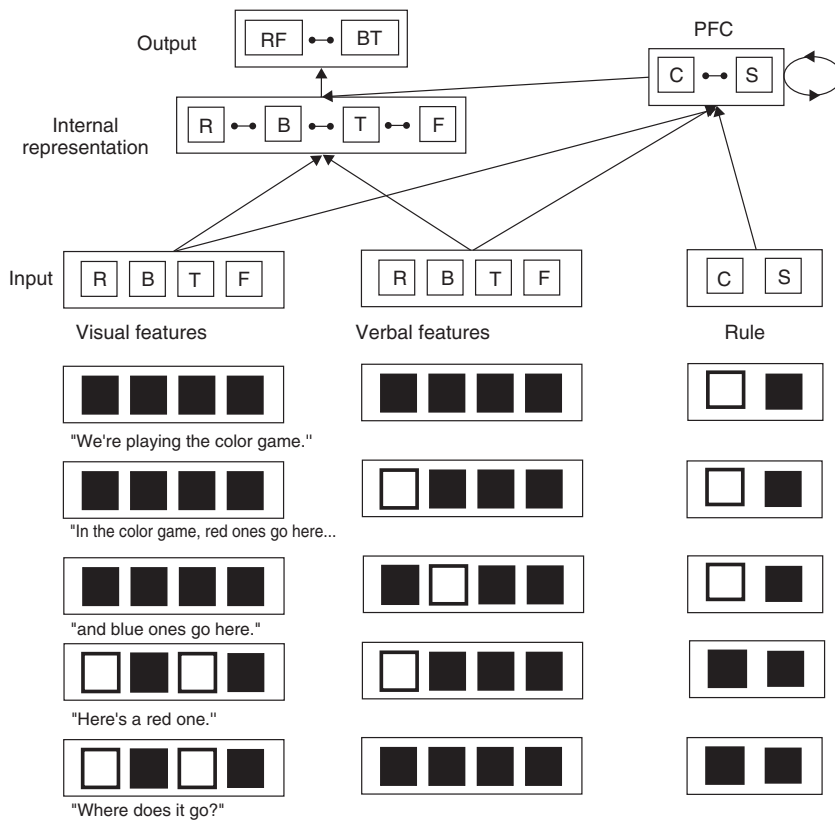 Output
RF
BT
PFC
C
S
Internal
representation
R
B
T
F
Input
R
B
T
F
R
B
T
F
C
S
Visual features
Verbal features
Rule
"We're playing the color game."
"In the color game, red ones go here...
"and blue ones go here."
"Here's a red one."
"Where does it go?"